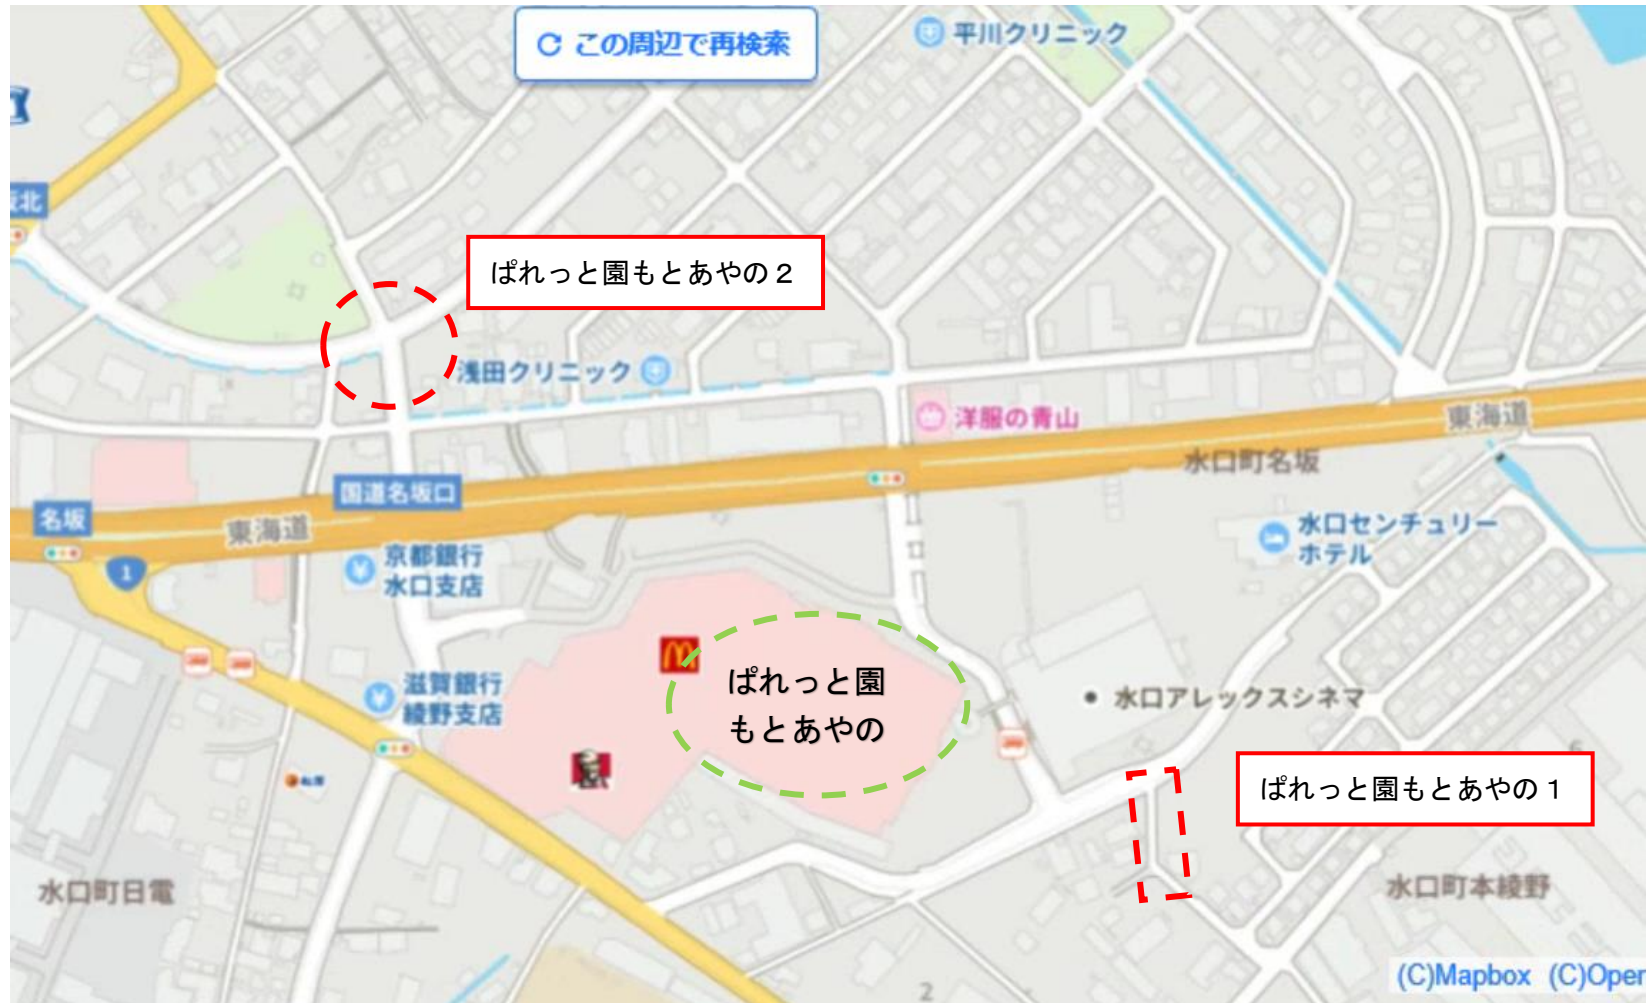 この周辺で再検索
平川クリニック
北
ぱれっと園もとあやの２
浅田クリニック
洋服の青山
東海道
水口町名坂
国道名坂口
名坂
東海道
1
京都銀行
水口支店
水口センチュリー
ホテル
滋賀銀行
綾野支店
ぱれっと園
もとあやの
水口アレックスシネマ
6
ぱれっと園もとあやの１
水口町日電
水口町本綾野
2
(C)Mapbox (C)Open